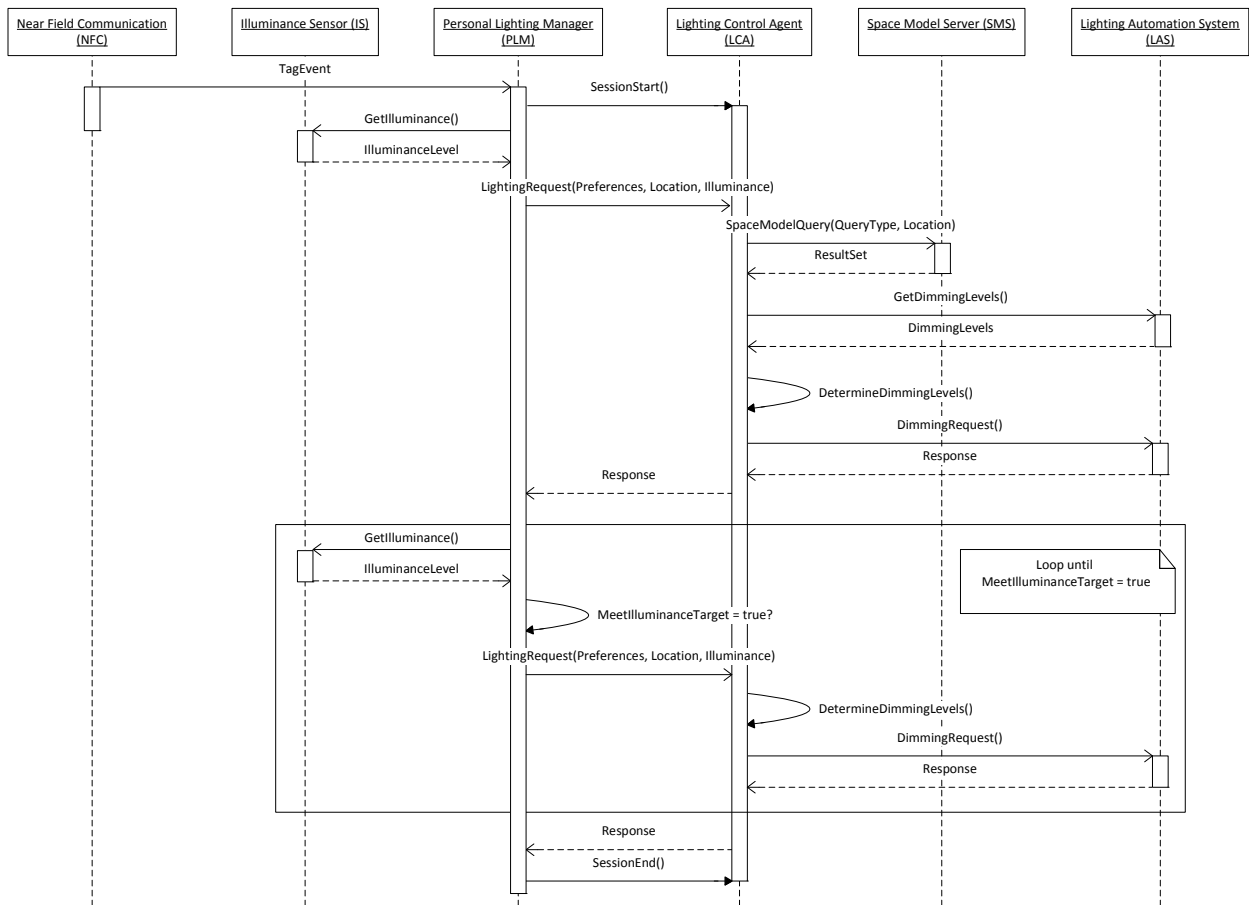 Near Field Communication
(NFC)
Illuminance Sensor (IS)
Personal Lighting Manager
(PLM)
Lighting Control Agent
(LCA)
Space Model Server (SMS)
Lighting Automation System
(LAS)
TagEvent
SessionStart()
GetIlluminance()
IlluminanceLevel
LightingRequest(Preferences, Location, Illuminance)
SpaceModelQuery(QueryType, Location)
ResultSet
GetDimmingLevels()
DimmingLevels
DetermineDimmingLevels()
DimmingRequest()
Response
Response
GetIlluminance()
Loop until
MeetIlluminanceTarget = true
IlluminanceLevel
MeetIlluminanceTarget = true?
LightingRequest(Preferences, Location, Illuminance)
DetermineDimmingLevels()
DimmingRequest()
Response
Response
SessionEnd()